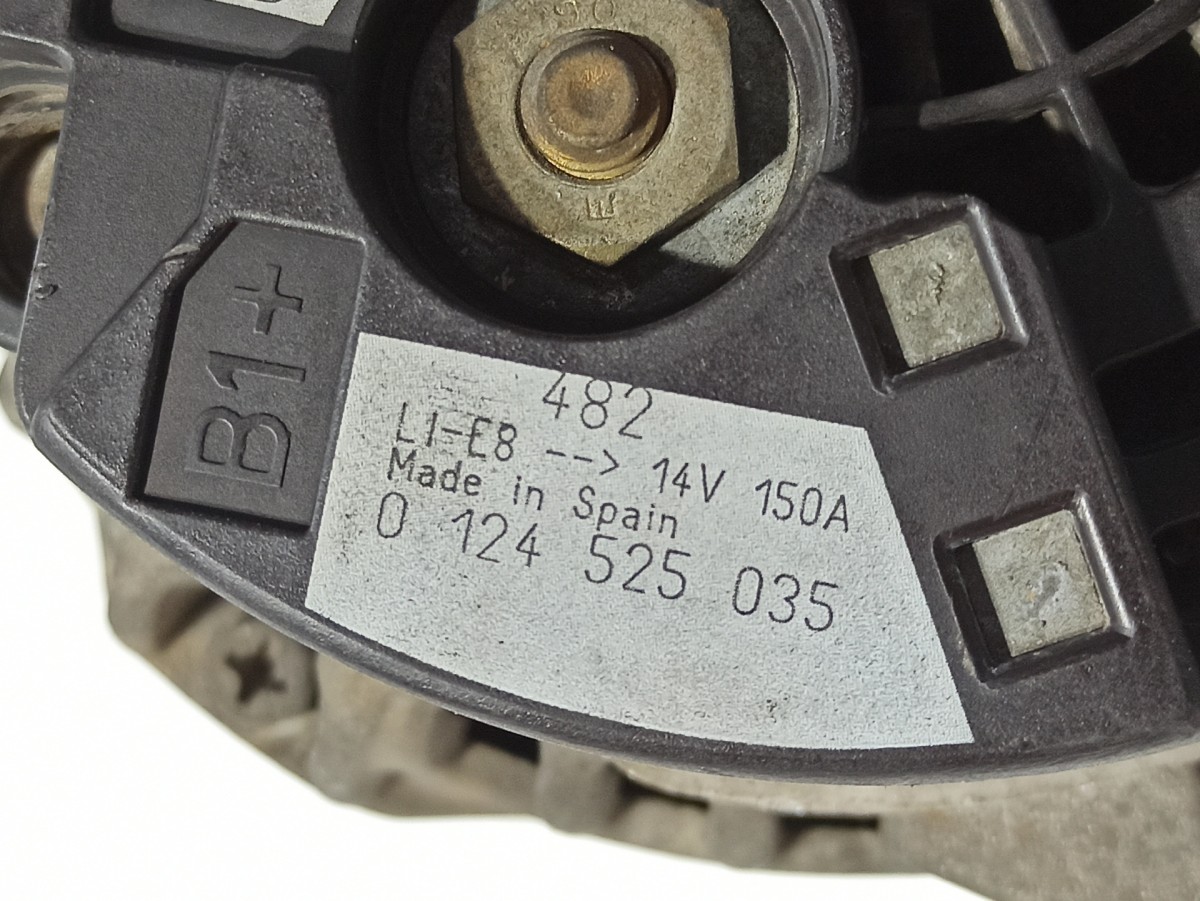 B1+
482
LI-E8 --> 14V 150A
Made in Spain
0 124 525 035